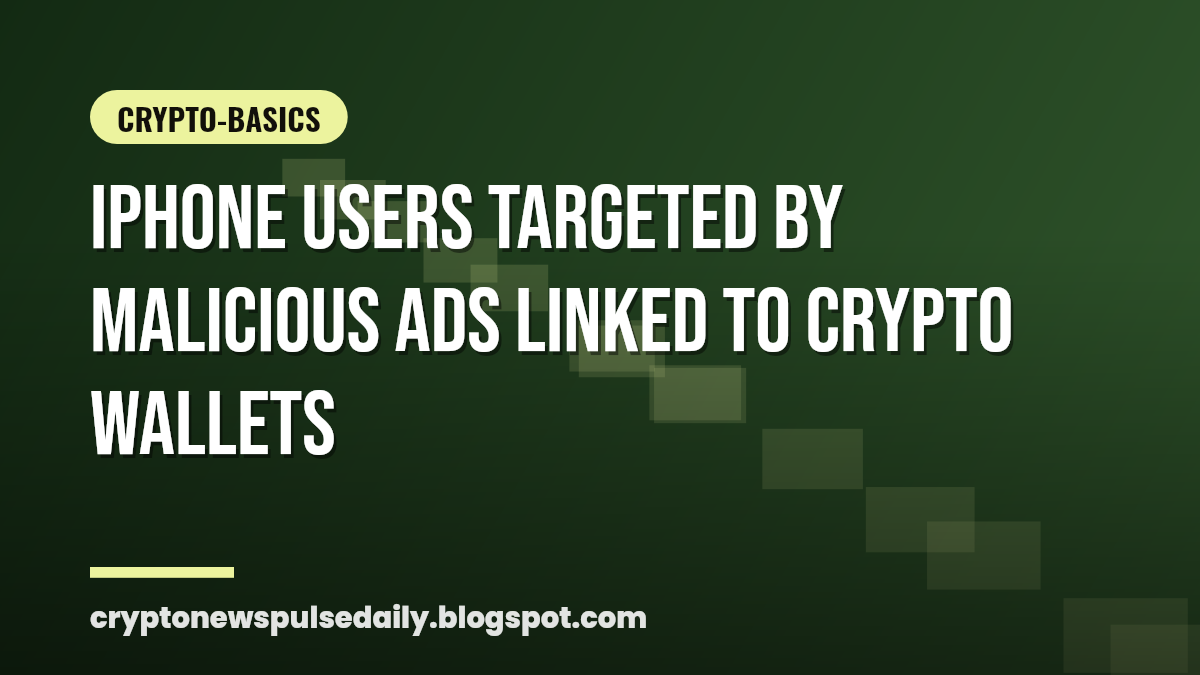 CRYPTO-BASICS
IPHONE USERS TARGETED BY
MALICIOUS ADS LINKED TO CRYPTO
WALLETS
cryptonewspulsedaily.blogspot.com